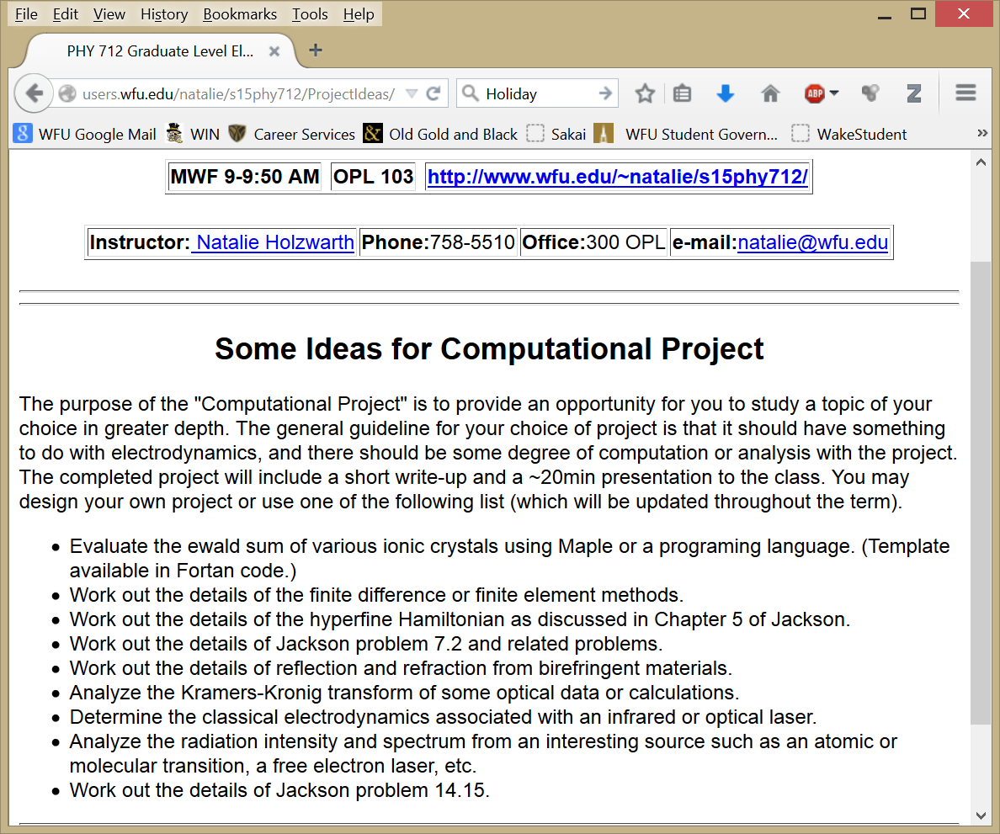 File Edit View History Bookmarks Tools Help
PHY 712 Graduate Level El...
users.wfu.edu/natalie/s15phy712/ProjectIdeas/ Holiday ABP Z
8 WFU Google Mail WIN Career Services & Old Gold and Black Sakai WFU Student Govern... WakeStudent »
MWF 9-9:50 AM OPL 103 http://www.wfu.edu/~natalie/s15phy712/
Instructor: Natalie Holzwarth Phone:758-5510 Office:300 OPL e-mail:natalie@wfu.edu
Some Ideas for Computational Project
The purpose of the "Computational Project" is to provide an opportunity for you to study a topic of your
choice in greater depth. The general guideline for your choice of project is that it should have something
to do with electrodynamics, and there should be some degree of computation or analysis with the project.
The completed project will include a short write-up and a ~20min presentation to the class. You may
design your own project or use one of the following list (which will be updated throughout the term).
• Evaluate the ewald sum of various ionic crystals using Maple or a programing language. (Template
available in Fortan code.)
• Work out the details of the finite difference or finite element methods.
• Work out the details of the hyperfine Hamiltonian as discussed in Chapter 5 of Jackson.
• Work out the details of Jackson problem 7.2 and related problems.
• Work out the details of reflection and refraction from birefringent materials.
• Analyze the Kramers-Kronig transform of some optical data or calculations.
• Determine the classical electrodynamics associated with an infrared or optical laser.
• Analyze the radiation intensity and spectrum from an interesting source such as an atomic or
molecular transition, a free electron laser, etc.
• Work out the details of Jackson problem 14.15.